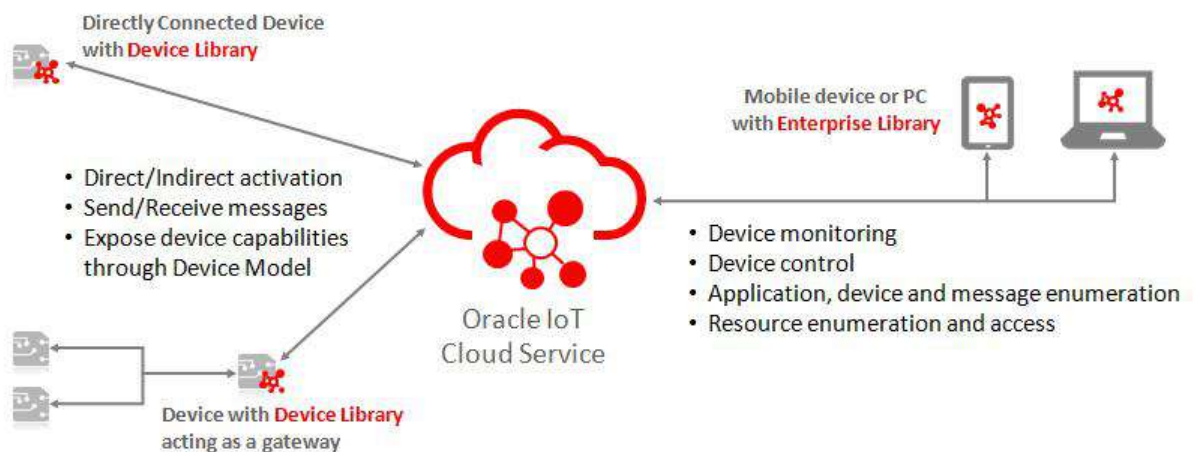 Directly Connected Device
with Device Library
Mobile device or PC
with Enterprise Library
• Direct/Indirect activation
• Send/Receive messages
• Expose device capabilities
through Device Model
Oracle IoT
Cloud Service
• Device monitoring
• Device control
• Application, device and message enumeration
• Resource enumeration and access
Device with Device Library
acting as a gateway